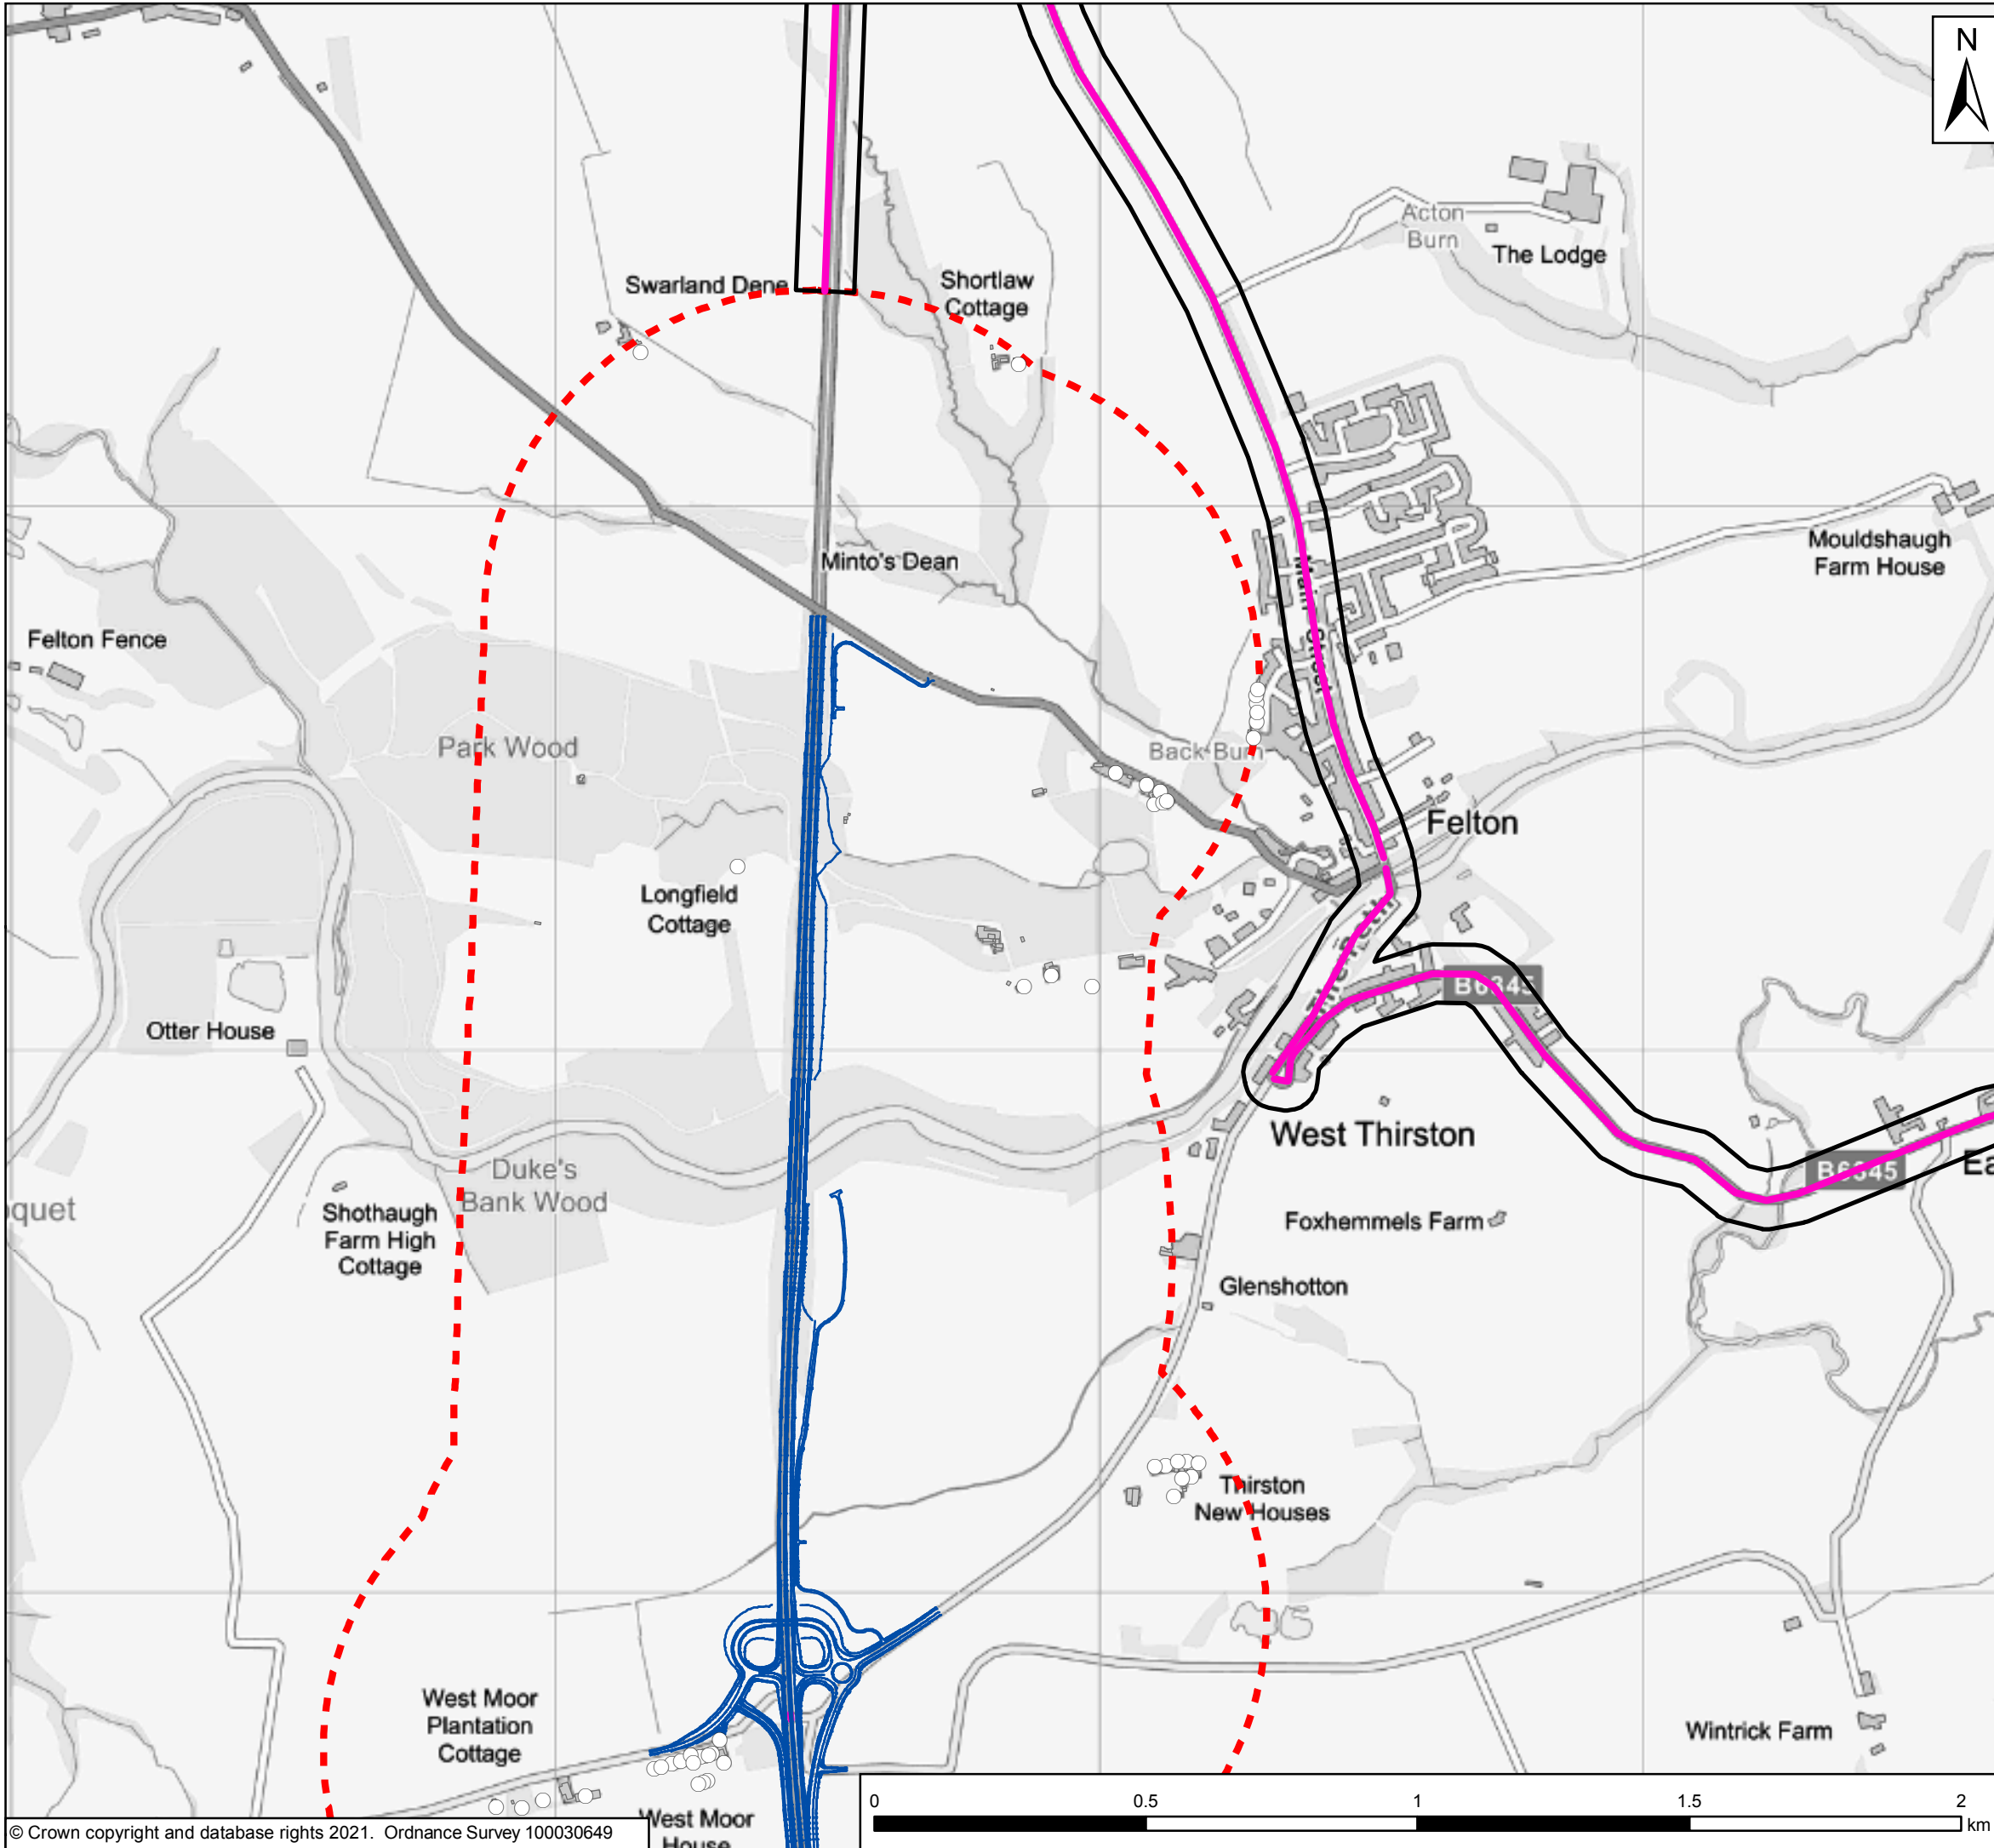 N
Acton
Burn
The Lodge
Swarland Dene
Shortlaw
Cottage
Mouldshaugh
Farm House
Minto's Dean
Main Street
Felton Fence
Park Wood
Back Burn
Felton
Longfield
Cottage
B6345
Otter House
West Thirston
Duke's
Bank Wood
B6345
Ea
quet
Shothaugh
Farm High
Cottage
Foxhemmels Farm
Glenshotton
Thirston
New Houses
West Moor
Plantation
Cottage
Wintrick Farm
West Moor
House
0 0.5 1 1.5 2
km
© Crown copyright and database rights 2021. Ordnance Survey 100030649